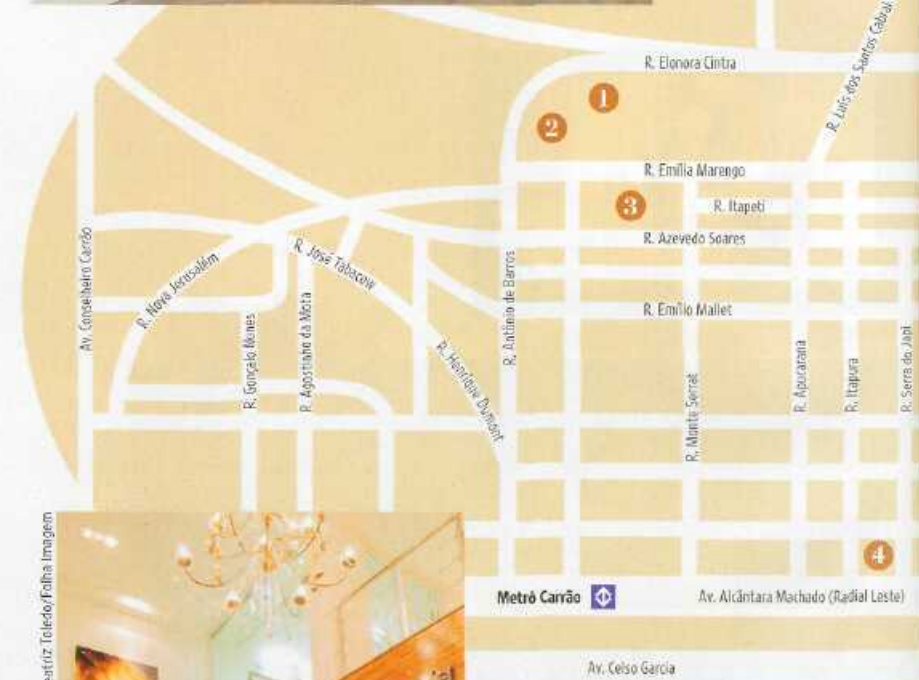 R. Luís dos Santos Cabral
R. Elonora Cintra
1
2
R. Emília Marengo
3
R. Itapeti
R. Azevedo Soares
Av. Conselheiro Carrão
R. Nova Jerusalém
R. José Tabacow
R. Antônio de Barros
R. Emílio Mallet
R. Gonçalo Nunes
R. Agostinho da Mota
R. Henrique Dumont
R. Monte Serrat
R. Apucarana
R. Itapura
R. Serra do Japi
4
Metrô Carrão
Av. Alcântara Machado (Radial Leste)
Av. Celso Garcia
eatriz Toledo/Folha Imagem